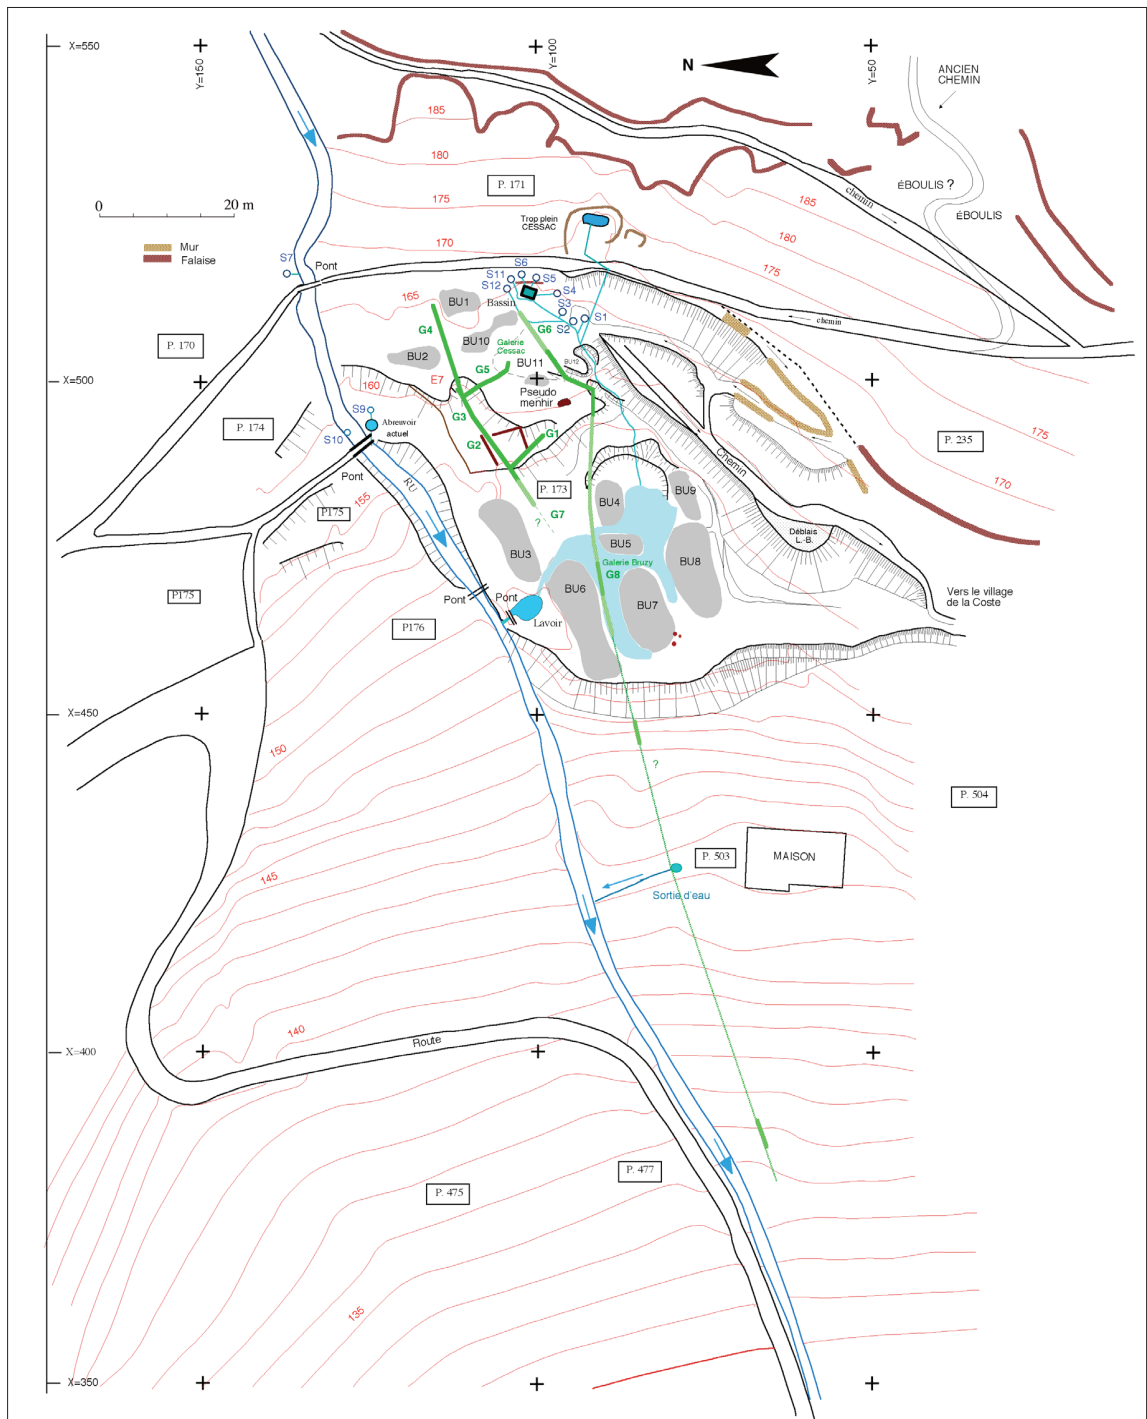 X=550
Y=150
Y=100
N
Y=50
ANCIEN
CHEMIN
185
180
P. 171
175
ÉBOULIS ?
ÉBOULIS
chemin
185
0
20 m
Trop plein
CESSAC
180
Mur
Falaise
170
175
S7
Pont
S6
S11
S5
S12
S4
165
BU1
Bassin
S3
S1
S2
chemin
G4
G6
P. 170
BU10
Galerie
Cessac
BU2
G5
BU11
BU12
X=500
160
E7
Pseudo
menhir
S9
G3
P. 174
Abreuvoir
actuel
S10
G2
G1
175
P. 235
Pont
Chemin
RU
155
P. 173
170
P175
G7
?
BU4
BU9
Déblais
L.-B.
BU3
BU5
Galerie Bruzy
G8
BU8
BU6
BU7
P175
Pont
Pont
Vers le village
de la Coste
P176
Lavoir
X=450
150
?
P. 504
P. 503
MAISON
145
Sortie d'eau
140
Route
X=400
P. 477
P. 475
135
X=350